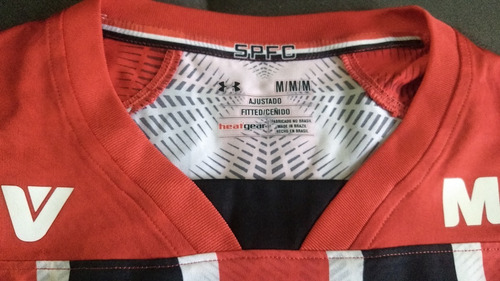 SPFC
M/M/M
AJUSTADO
FITTED/CEÑIDO
heatgear
FABRICADO NO BRASIL
MADE IN BRAZIL
HECHO EN BRASIL
V
M